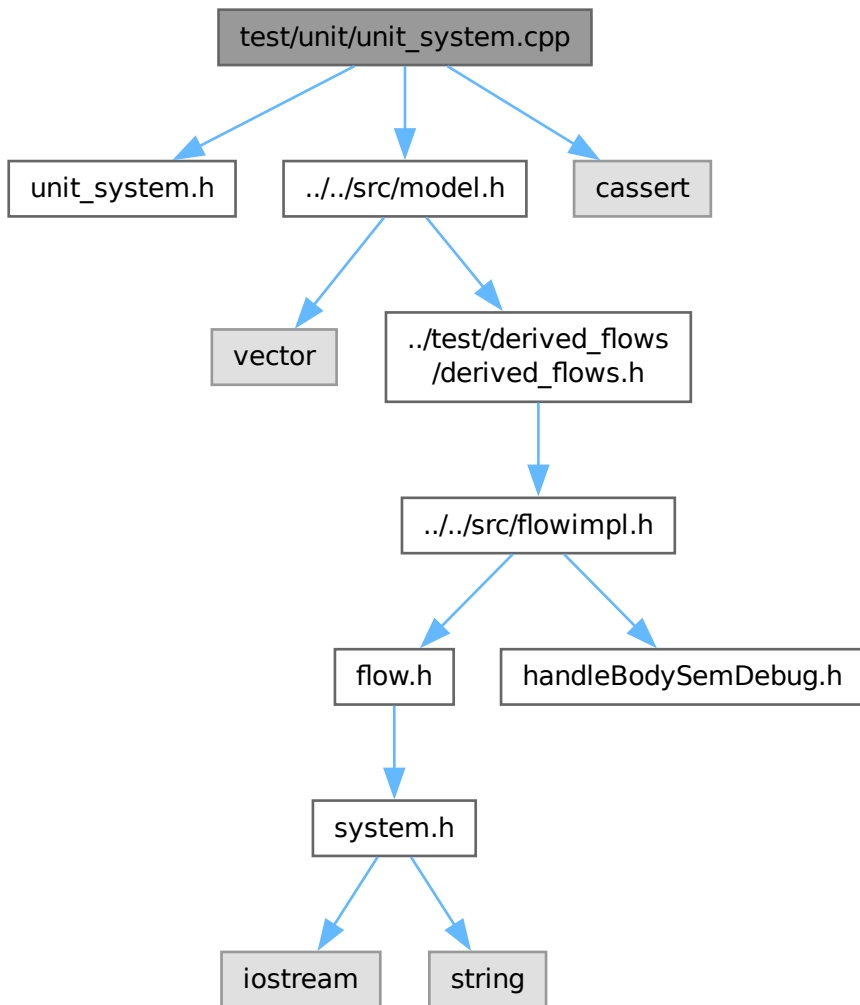 test/unit/unit_system.cpp
unit_system.h
../../src/model.h
cassert
vector
../test/derived_flows
/derived_flows.h
../../src/flowimpl.h
flow.h
handleBodySemDebug.h
system.h
iostream
string